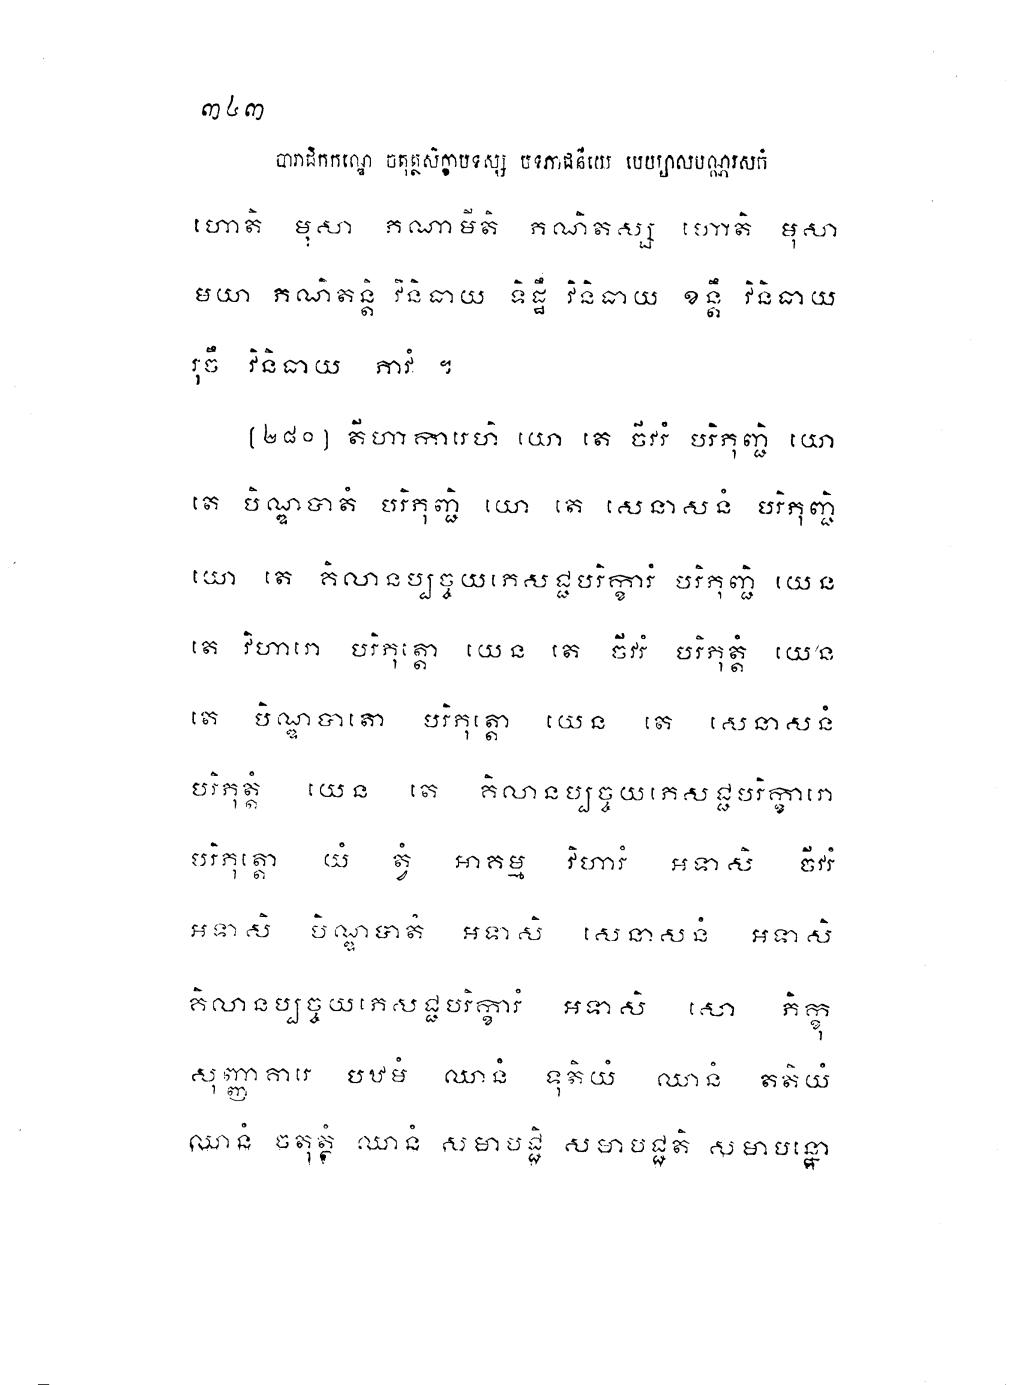 ៣៤៣
បារាជិកកណ្ឌេ ចតុត្ថសិក្ខាបទស្ស បទភាជនីយេ បេយ្យាលបណ្ណរសកំ
ហោតិ មុសា ភណាមីតិ ភណិតស្ស ហោតិ មុសា
មយា ភណិតន្តិ វិនិធាយ ទិដ្ឋឹ វិនិធាយ ខន្តឹ វិនិធាយ
រុចឹ វិនិធាយ ភាវំ ។
(២៨០) តីហាការេហិ យោ តេ ចីវរំ បរិភុញ្ជិ យោ
តេ បិណ្ឌបាតំ បរិភុញ្ជិ យោ តេ សេនាសនំ បរិភុញ្ជិ
យោ តេ គិលានប្បច្ចយភេសជ្ជបរិក្ខារំ បរិភុញ្ជិ យេន
តេ វិហារោ បរិភុត្តោ យេន តេ ចីវរំ បរិភុត្តំ យេន
តេ បិណ្ឌបាតោ បរិភុត្តោ យេន តេ សេនាសនំ
បរិភុត្តំ យេន តេ គិលានប្បច្ចយភេសជ្ជបរិក្ខារោ
បរិភុត្តោ យំ ត្វំ អាគម្ម វិហារំ អទាសិ ចីវរំ
អទាសិ បិណ្ឌបាតំ អទាសិ សេនាសនំ អទាសិ
គិលានប្បច្ចយភេសជ្ជបរិក្ខារំ អទាសិ សោ ភិក្ខុ
សុញ្ញាគារេ បឋមំ ឈានំ ទុតិយំ ឈានំ តតិយំ
ឈានំ ចតុត្ថំ ឈានំ សមាបជ្ជិ សមាបជ្ជតិ សមាបន្នោ